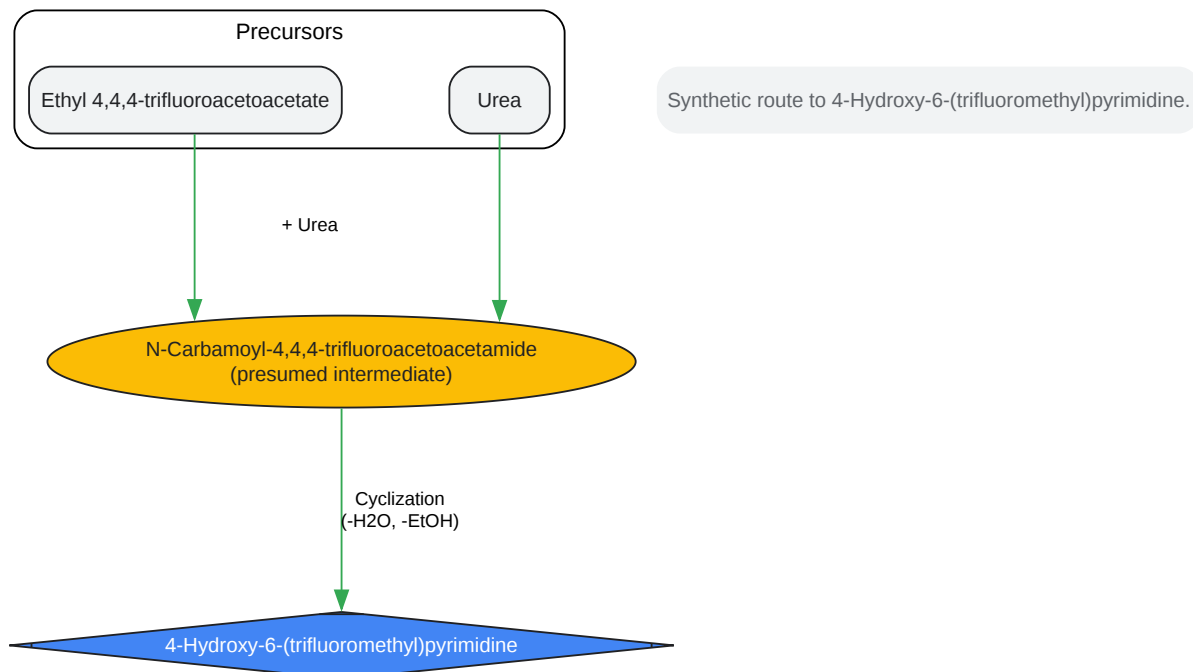 Precursors
Ethyl 4,4,4-trifluoroacetoacetate
Urea
Synthetic route to 4-Hydroxy-6-(trifluoromethyl)pyrimidine.
+ Urea
N-Carbamoyl-4,4,4-trifluoroacetoacetamide
(presumed intermediate)
Cyclization
(-H2O, -EtOH)
4-Hydroxy-6-(trifluoromethyl)pyrimidine